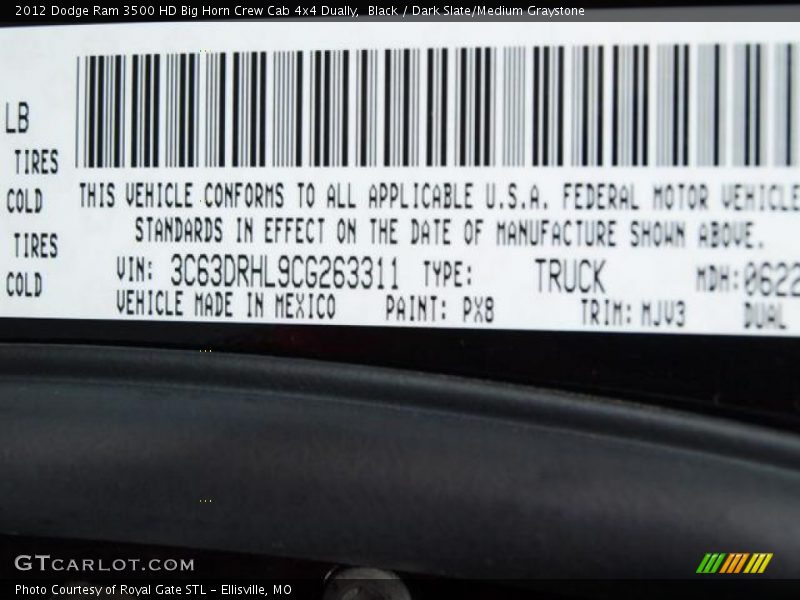 2012 Dodge Ram 3500 HD Big Horn Crew Cab 4x4 Dually, Black / Dark Slate/Medium Graystone
LB
TIRES
COLD
TIRES
COLD
THIS VEHICLE CONFORMS TO ALL APPLICABLE U.S.A. FEDERAL MOTOR VEHICLE
STANDARDS IN EFFECT ON THE DATE OF MANUFACTURE SHOWN ABOVE.
VIN: 3C63DRHL9CG263311 TYPE: TRUCK MDH: 0622
VEHICLE MADE IN MEXICO PAINT: PX8 TRIM: MJV3 DUAL
GTCARLOT.COM
Photo Courtesy of Royal Gate STL - Ellisville, MO